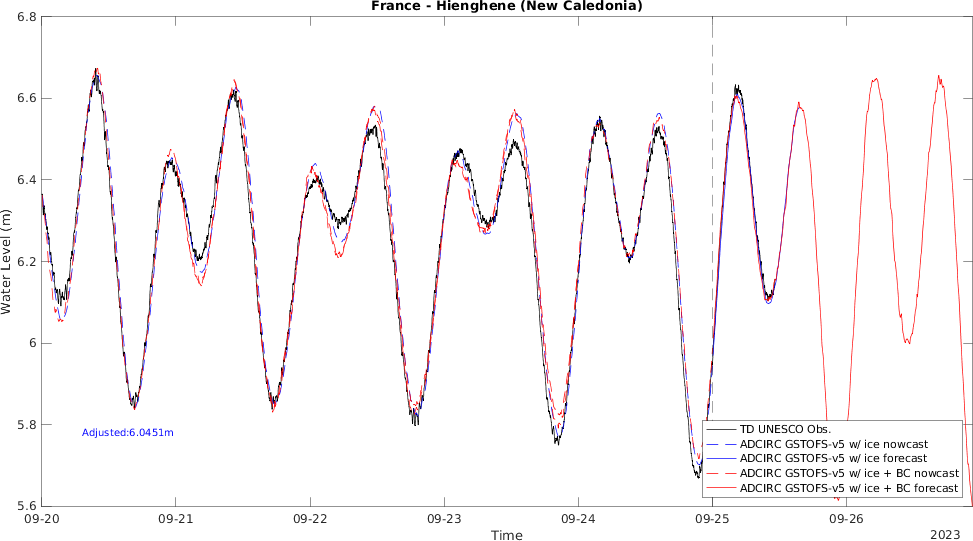 France - Hienghene (New Caledonia)
6.8
6.6
6.4
6.2
6
5.8
5.6
Water Level (m)
Adjusted:6.0451m
TD UNESCO Obs.
ADCIRC GSTOFS-v5 w/ ice nowcast
ADCIRC GSTOFS-v5 w/ ice forecast
ADCIRC GSTOFS-v5 w/ ice + BC nowcast
ADCIRC GSTOFS-v5 w/ ice + BC forecast
09-20 09-21 09-22 09-23 09-24 09-25 09-26
Time
2023